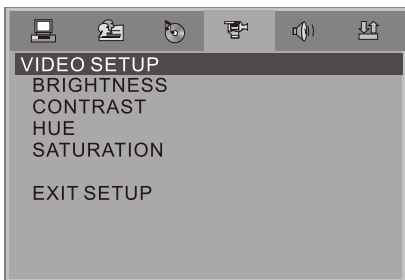 VIDEO SETUP
BRIGHTNESS
CONTRAST
HUE
SATURATION
EXIT SETUP